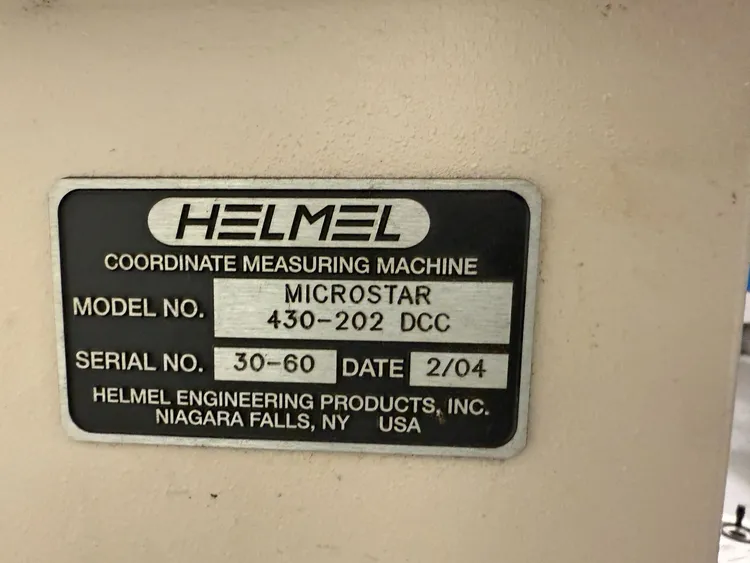 HELMEL
COORDINATE MEASURING MACHINE
MODEL NO. MICROSTAR
430-202 DCC
SERIAL NO. 30-60 DATE 2/04
HELMEL ENGINEERING PRODUCTS, INC.
NIAGARA FALLS, NY USA